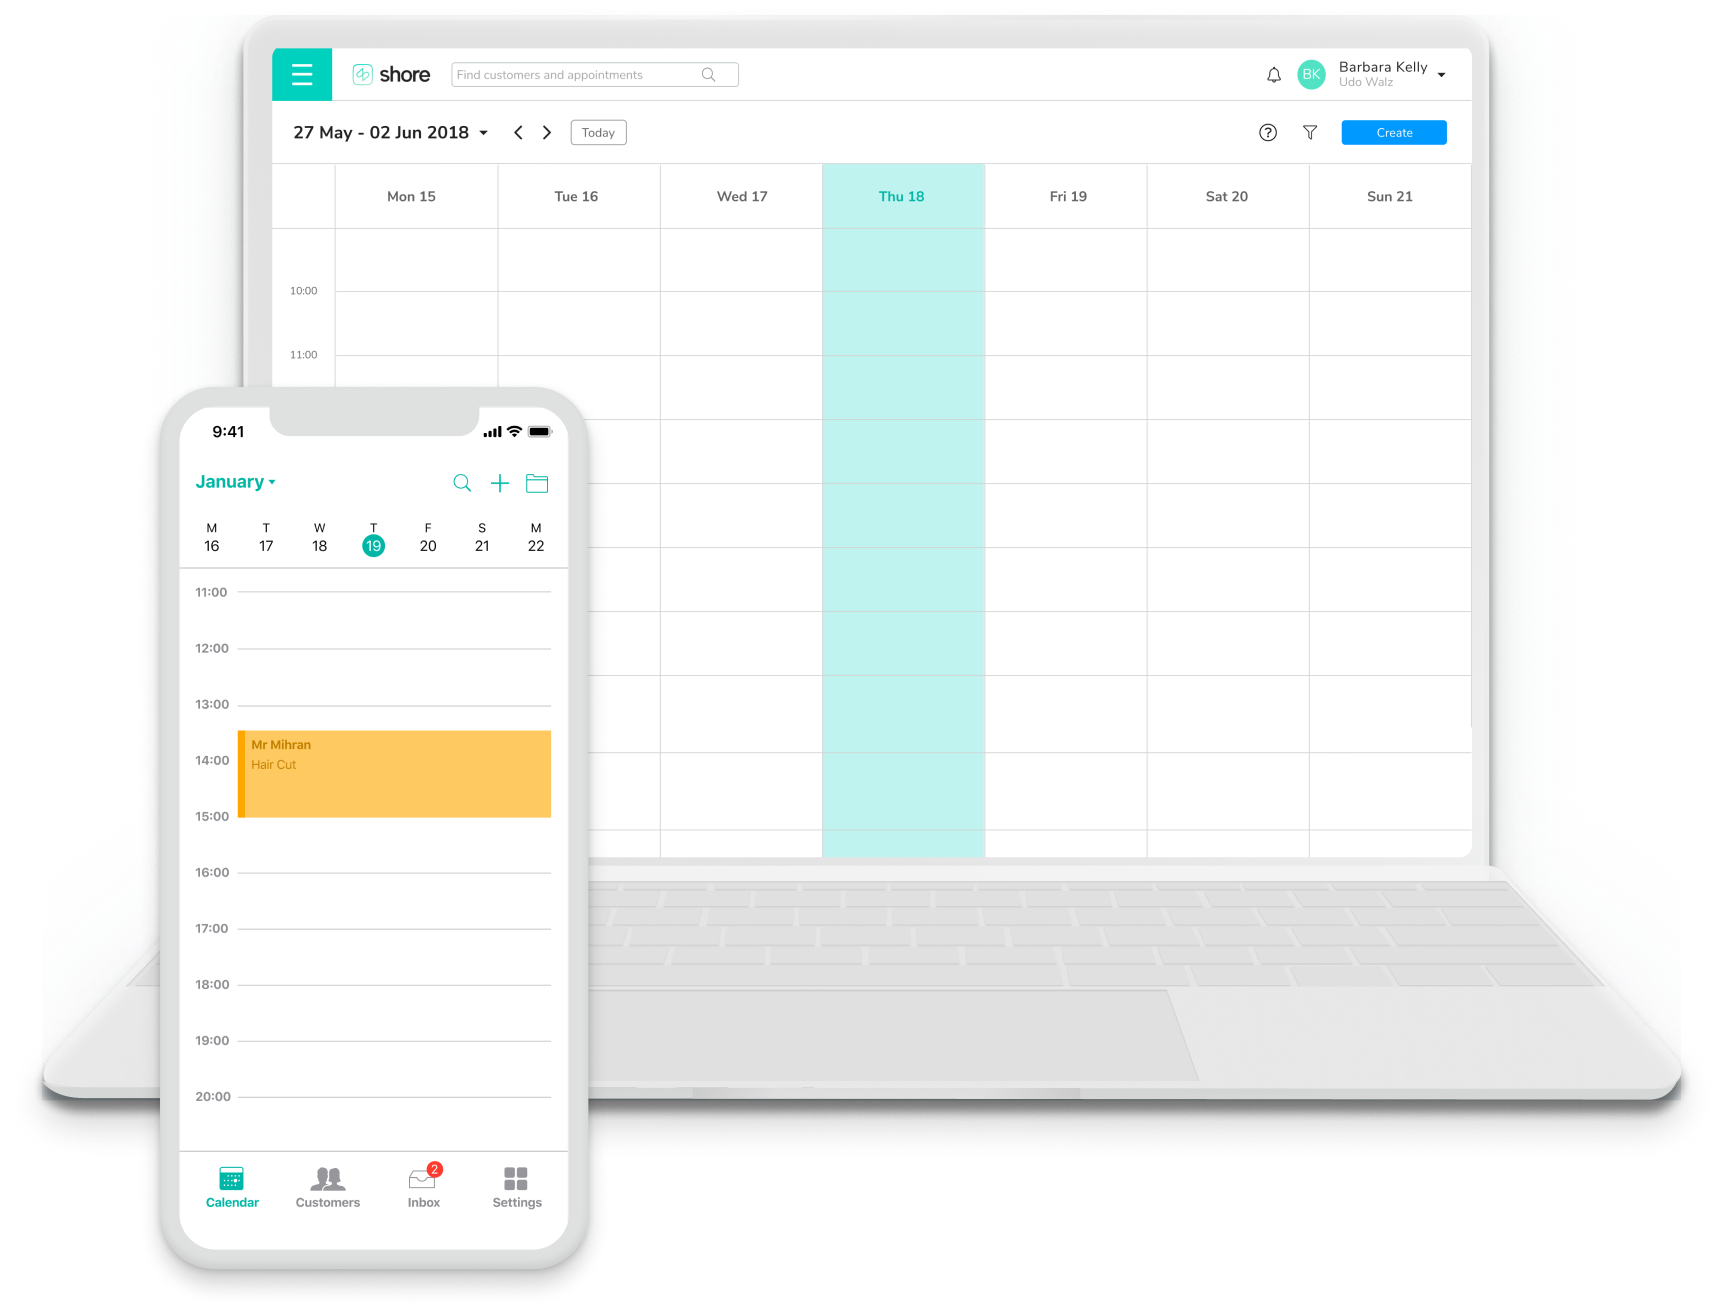 shore
Find customers and appointments
BK
Barbara Kelly
Udo Walz
27 May - 02 Jun 2018
Today
?
Create
Mon 15 Tue 16 Wed 17 Thu 18 Fri 19 Sat 20 Sun 21
10:00
11:00
9:41
January
M T W T F S M
16 17 18 19 20 21 22
11:00
12:00
13:00
Mr Mihran
14:00
Hair Cut
15:00
16:00
17:00
18:00
19:00
20:00
2
Calendar Customers Inbox Settings